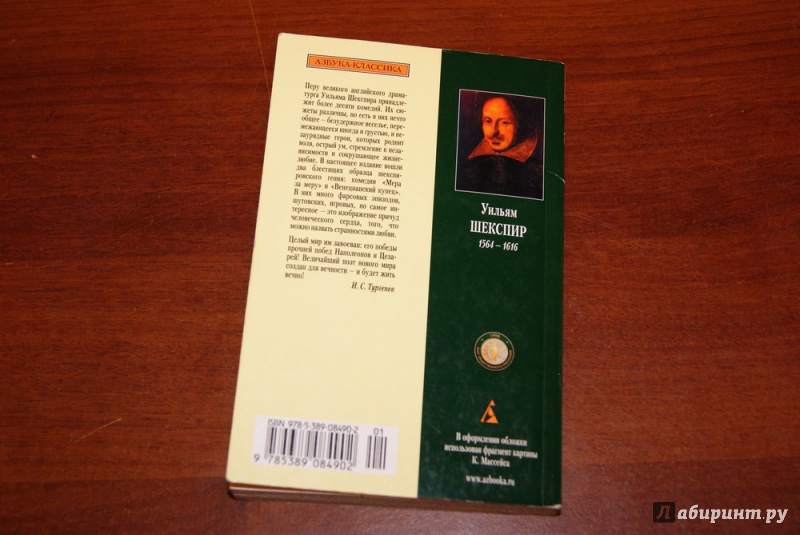 АЗБУКА-КЛАССИКА
Перу великого английского драма-
турга Уильяма Шекспира принадле-
жит более десяти комедий. Их сю-
жеты различны, но есть в них нечто
общее – безудержное веселье, пере-
межающееся иногда и грустью, и не-
заурядные герои, которых роднит
воля, острый ум, стремление к неза-
висимости и сокрушающее жизне-
любие. В настоящее издание вошли
два блестящих образца шекспи-
ровского гения: комедии «Мера
за меру» и «Венецианский купец».
В них много фарсовых эпизодов,
шутовских, игровых, но самое ин-
тересное – это изображение причуд
человеческого сердца, того, что
можно назвать странностями любви.
Целый мир им завоеван: его победы
прочней побед Наполеонов и Цеза-
рей! Величайший поэт нового мира
создан для вечности – и будет жить
вечно!
И. С. Тургенев
Уильям
ШЕКСПИР
1564 – 1616
ISBN 978-5-389-08490-2
01
9 785389 084902
В оформлении обложки
использован фрагмент картины
К. Массейса
www.azbooka.ru
Лабиринт.ру